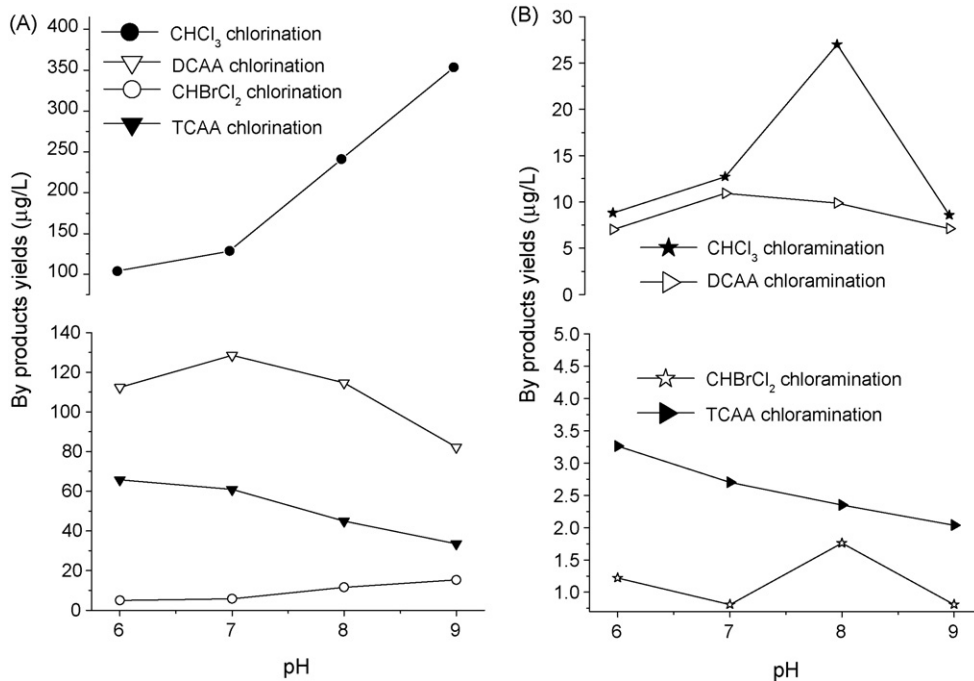 (A)
By products yields (μg/L)
400
350
300
250
200
150
100
CHCl₃ chlorination
DCAA chlorination
CHBrCl₂ chlorination
TCAA chlorination
140
120
100
80
60
40
20
0
6 7 8 9
pH
(B)
By products yields (μg/L)
30
25
20
15
10
5
0
CHCl₃ chloramination
DCAA chloramination
5.0
4.5
4.0
3.5
3.0
2.5
2.0
1.5
1.0
CHBrCl₂ chloramination
TCAA chloramination
6 7 8 9
pH